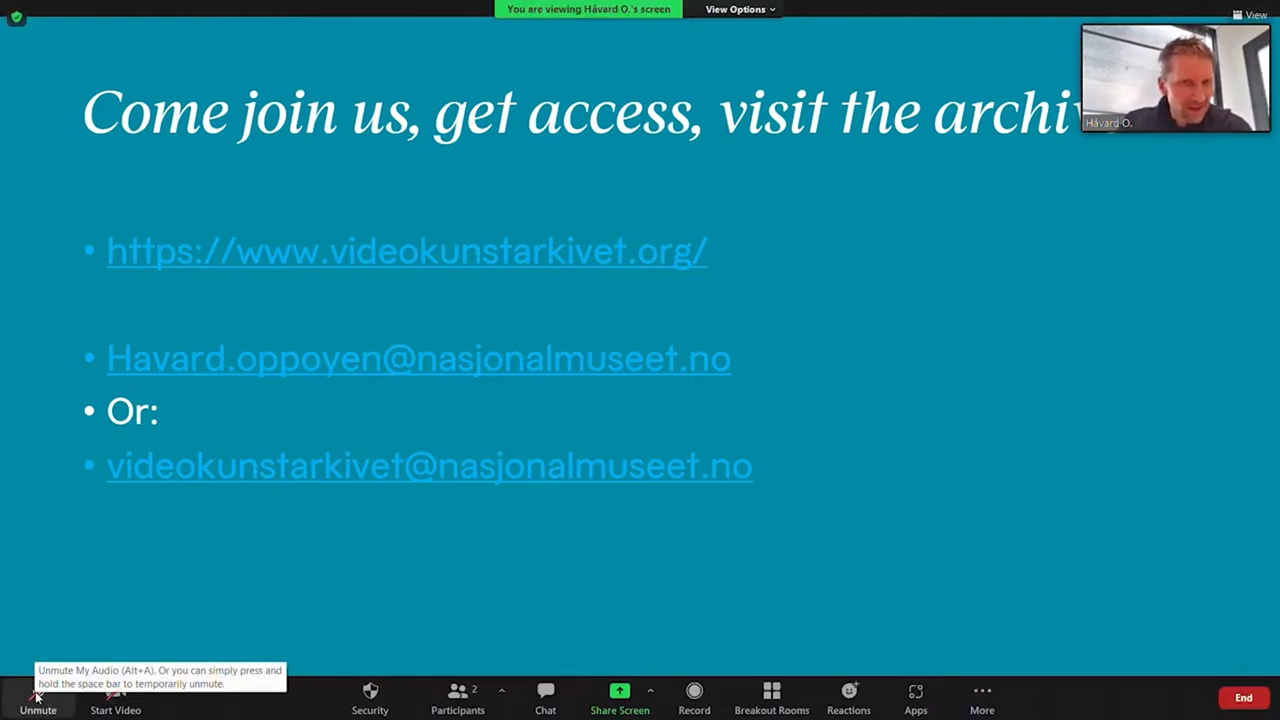 You are viewing Håvard O.'s screen
View Options
View
Come join us, get access, visit the archi
Håvard O.
• https://www.videokunstarkivet.org/
• Havard.oppoyen@nasjonalmuseet.no
• Or:
• videokunstarkivet@nasjonalmuseet.no
Unmute My Audio (Alt+A). Or you can simply press and
hold the space bar to temporarily unmute.
Unmute
Start Video
Security
Participants
2
Chat
Share Screen
Record
Breakout Rooms
Reactions
Apps
More
End